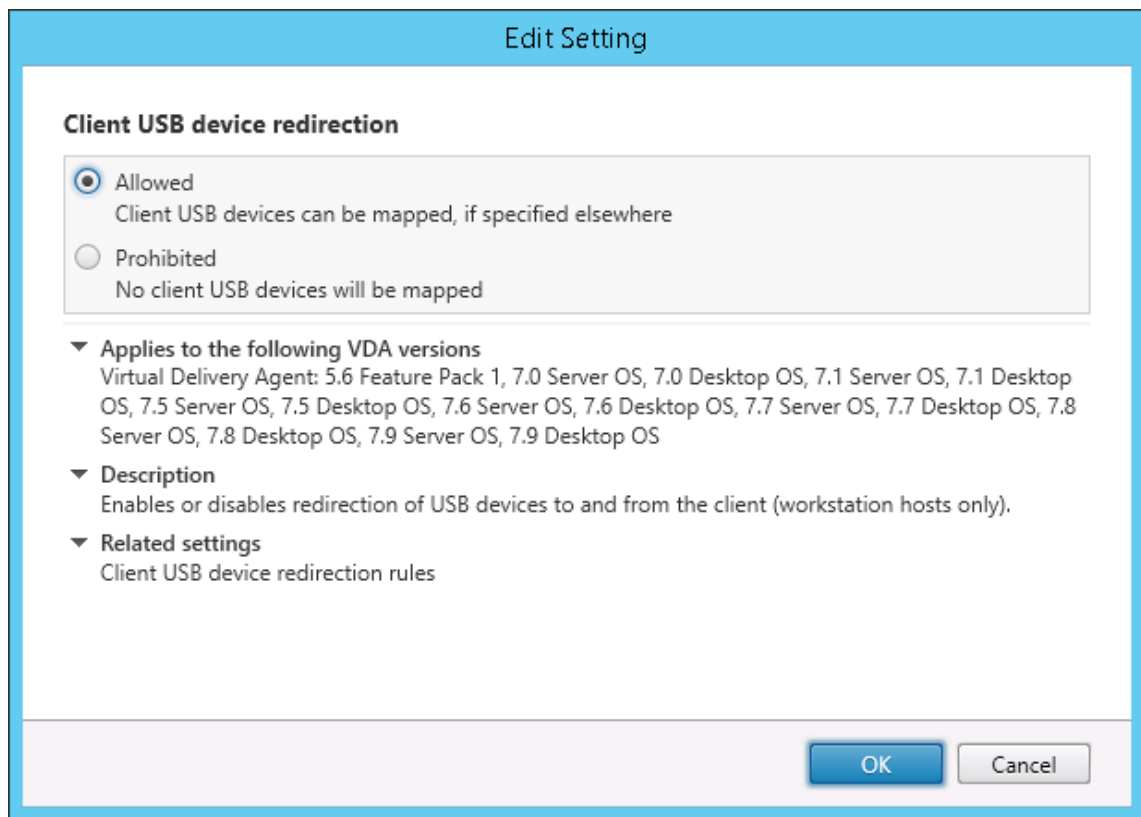 Edit Setting
Client USB device redirection
Allowed
Client USB devices can be mapped, if specified elsewhere
Prohibited
No client USB devices will be mapped
Applies to the following VDA versions
Virtual Delivery Agent: 5.6 Feature Pack 1, 7.0 Server OS, 7.0 Desktop OS, 7.1 Server OS, 7.1 Desktop
OS, 7.5 Server OS, 7.5 Desktop OS, 7.6 Server OS, 7.6 Desktop OS, 7.7 Server OS, 7.7 Desktop OS, 7.8
Server OS, 7.8 Desktop OS, 7.9 Server OS, 7.9 Desktop OS
Description
Enables or disables redirection of USB devices to and from the client (workstation hosts only).
Related settings
Client USB device redirection rules
OK
Cancel